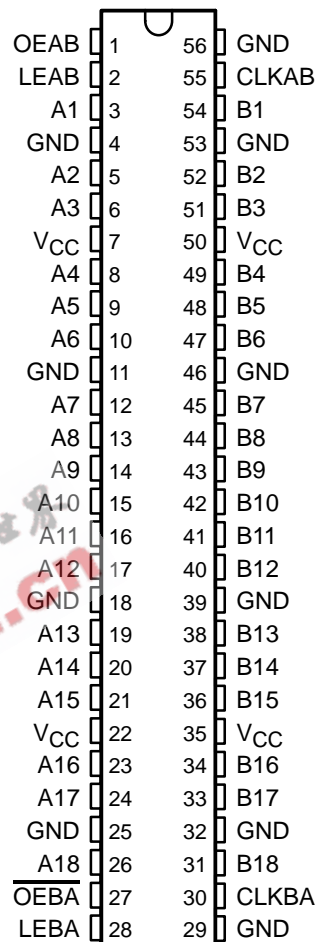 OEAB 1 56 GND
LEAB 2 55 CLKAB
A1 3 54 B1
GND 4 53 GND
A2 5 52 B2
A3 6 51 B3
VCC 7 50 VCC
A4 8 49 B4
A5 9 48 B5
A6 10 47 B6
GND 11 46 GND
A7 12 45 B7
A8 13 44 B8
A9 14 43 B9
A10 15 42 B10
A11 16 41 B11
A12 17 40 B12
GND 18 39 GND
A13 19 38 B13
A14 20 37 B14
A15 21 36 B15
VCC 22 35 VCC
A16 23 34 B16
A17 24 33 B17
GND 25 32 GND
A18 26 31 B18
O̅E̅B̅A̅ 27 30 CLKBA
LEBA 28 29 GND
世界
.cn